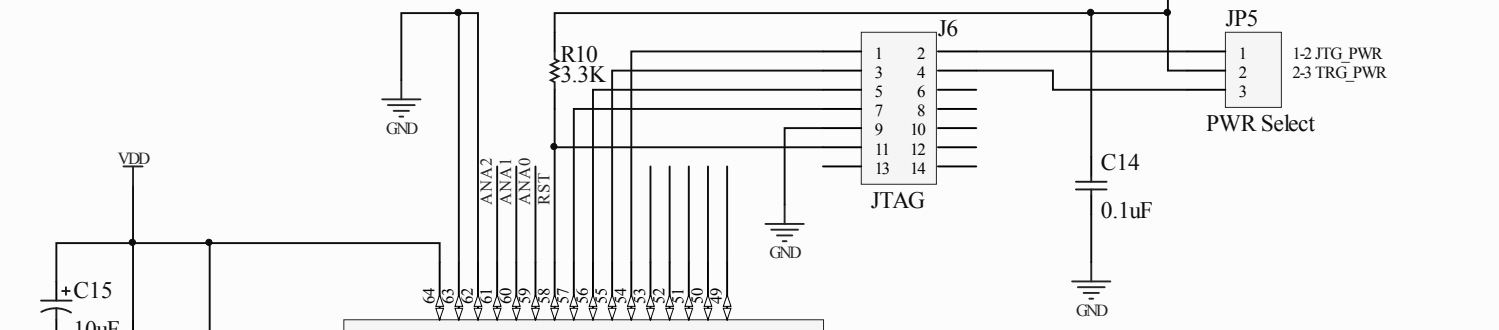 J6
JP5
R10
3.3K
1 2
3 4
5 6
7 8
9 10
11 12
13 14
JTAG
1
2
3
1-2 JTG_PWR
2-3 TRG_PWR
PWR Select
GND
VDD
ANA2
ANA1
ANA0
RST
C14
0.1uF
GND
GND
+C15
10uF
64
63
62
61
60
59
58
57
56
55
54
53
52
51
50
49